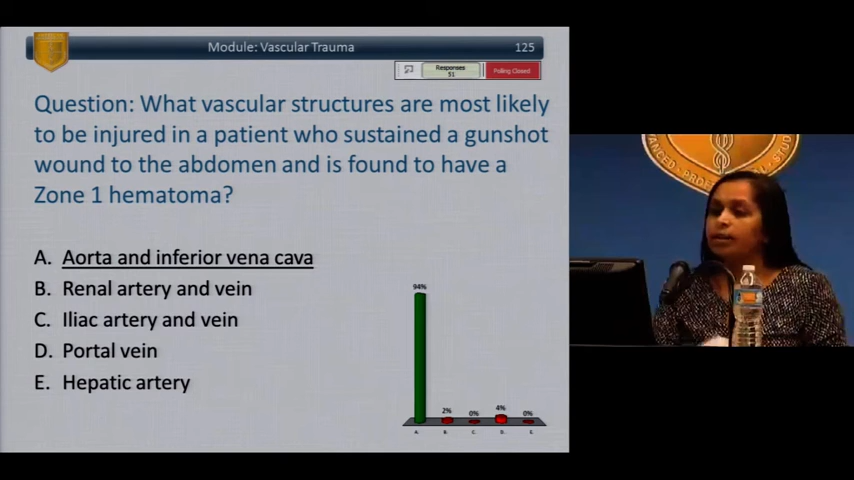 Module: Vascular Trauma
125
Responses
51
Polling Closed
Question: What vascular structures are most likely
to be injured in a patient who sustained a gunshot
wound to the abdomen and is found to have a
Zone 1 hematoma?
A. Aorta and inferior vena cava
B. Renal artery and vein
C. Iliac artery and vein
D. Portal vein
E. Hepatic artery
94%
2%
0%
4%
0%
A.
B.
C.
D.
E.